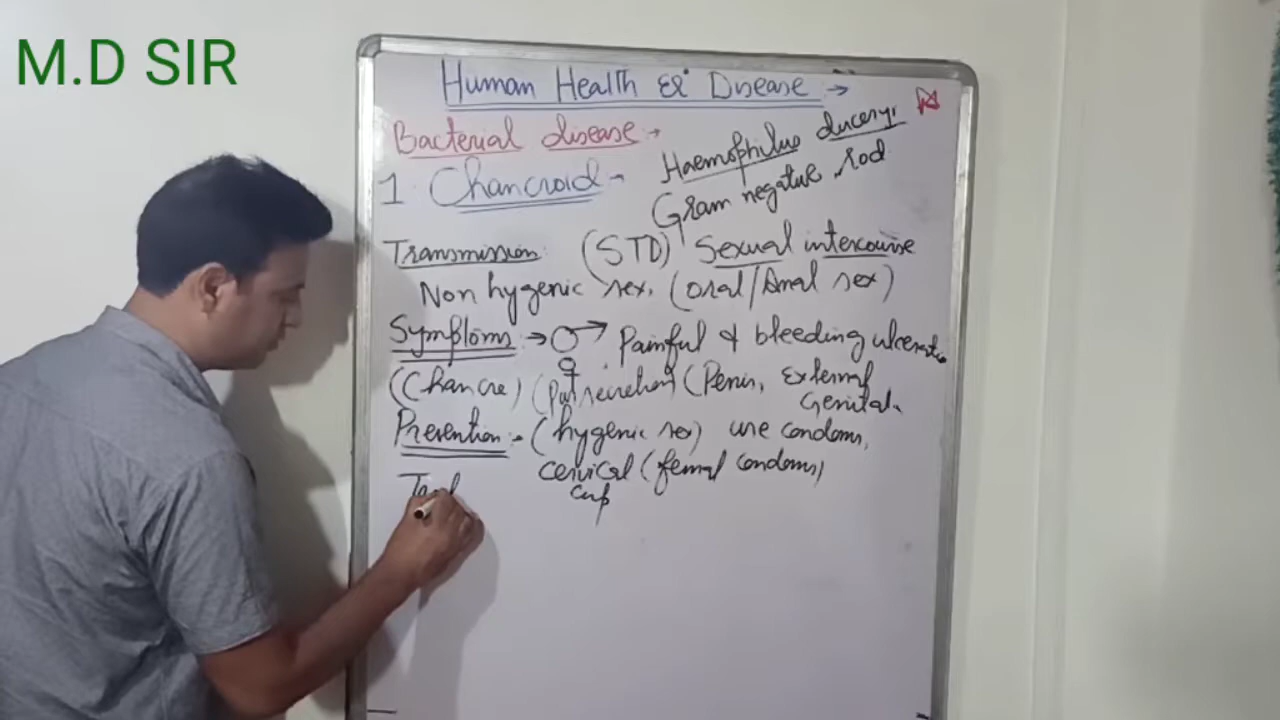 M.D SIR
Human Health & Disease →
Bacterial disease →
1. Chancroid - Haemophilus ducreyi
Gram negative rod
Transmission: (STD) Sexual intercourse
Non hygenic sex. (oral/Anal sex)
Symptoms → ♂ Painful & bleeding
♀
(Chancre) (Pus (Penis, External
Genital.
Prevention :- (hygenic sex) use condoms,
cervical (femal condoms)
cup